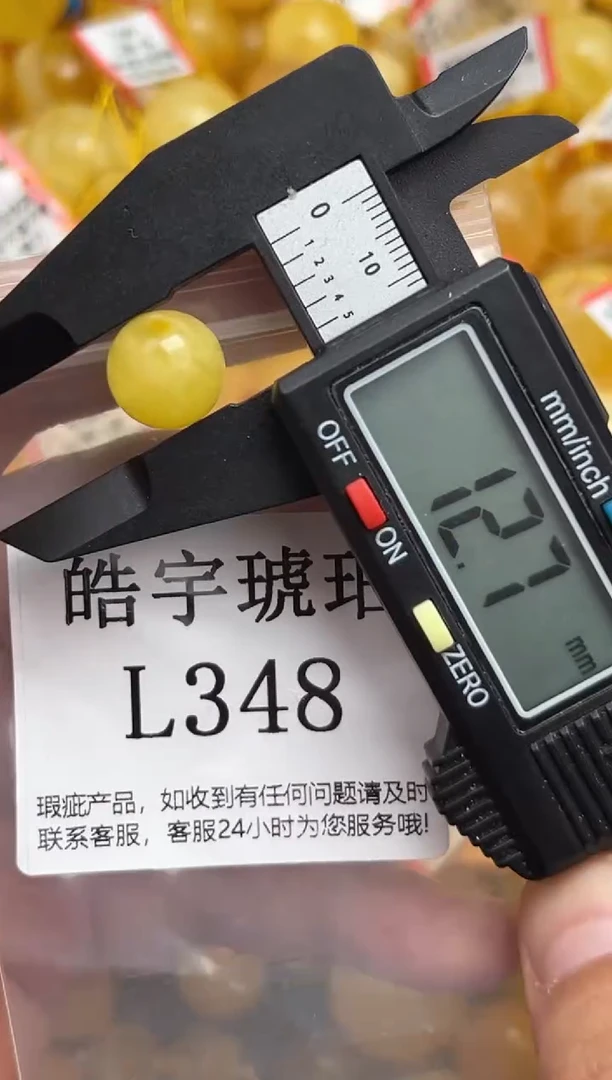 0
10
1
2
3
4
5
mm/inch
OFF
ON
12.7
mm
ZERO
皓宇琥珀
L348
瑕疵产品，如收到有任何问题请及时
联系客服，客服24小时为您服务哦!